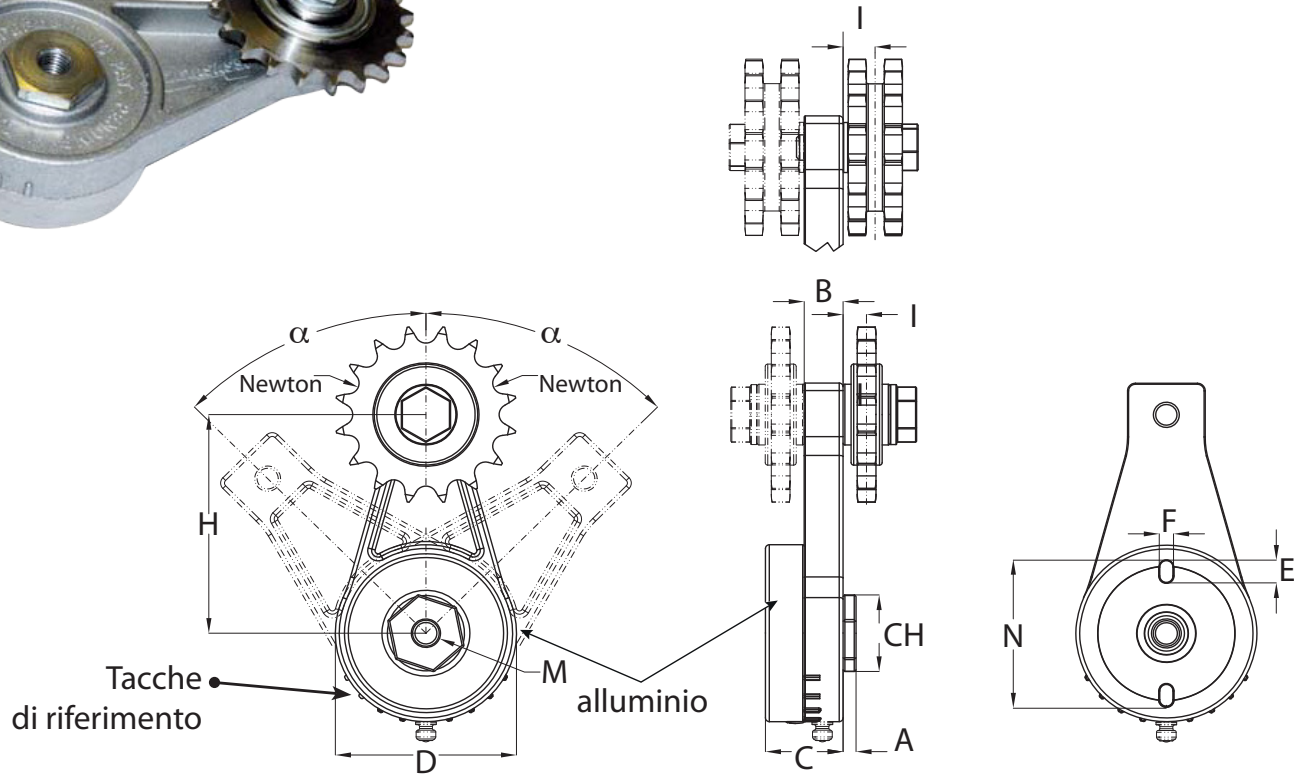 I
B
I
α
α
Newton
Newton
H
F
E
N
CH
M
Tacche
di riferimento
alluminio
A
C
D